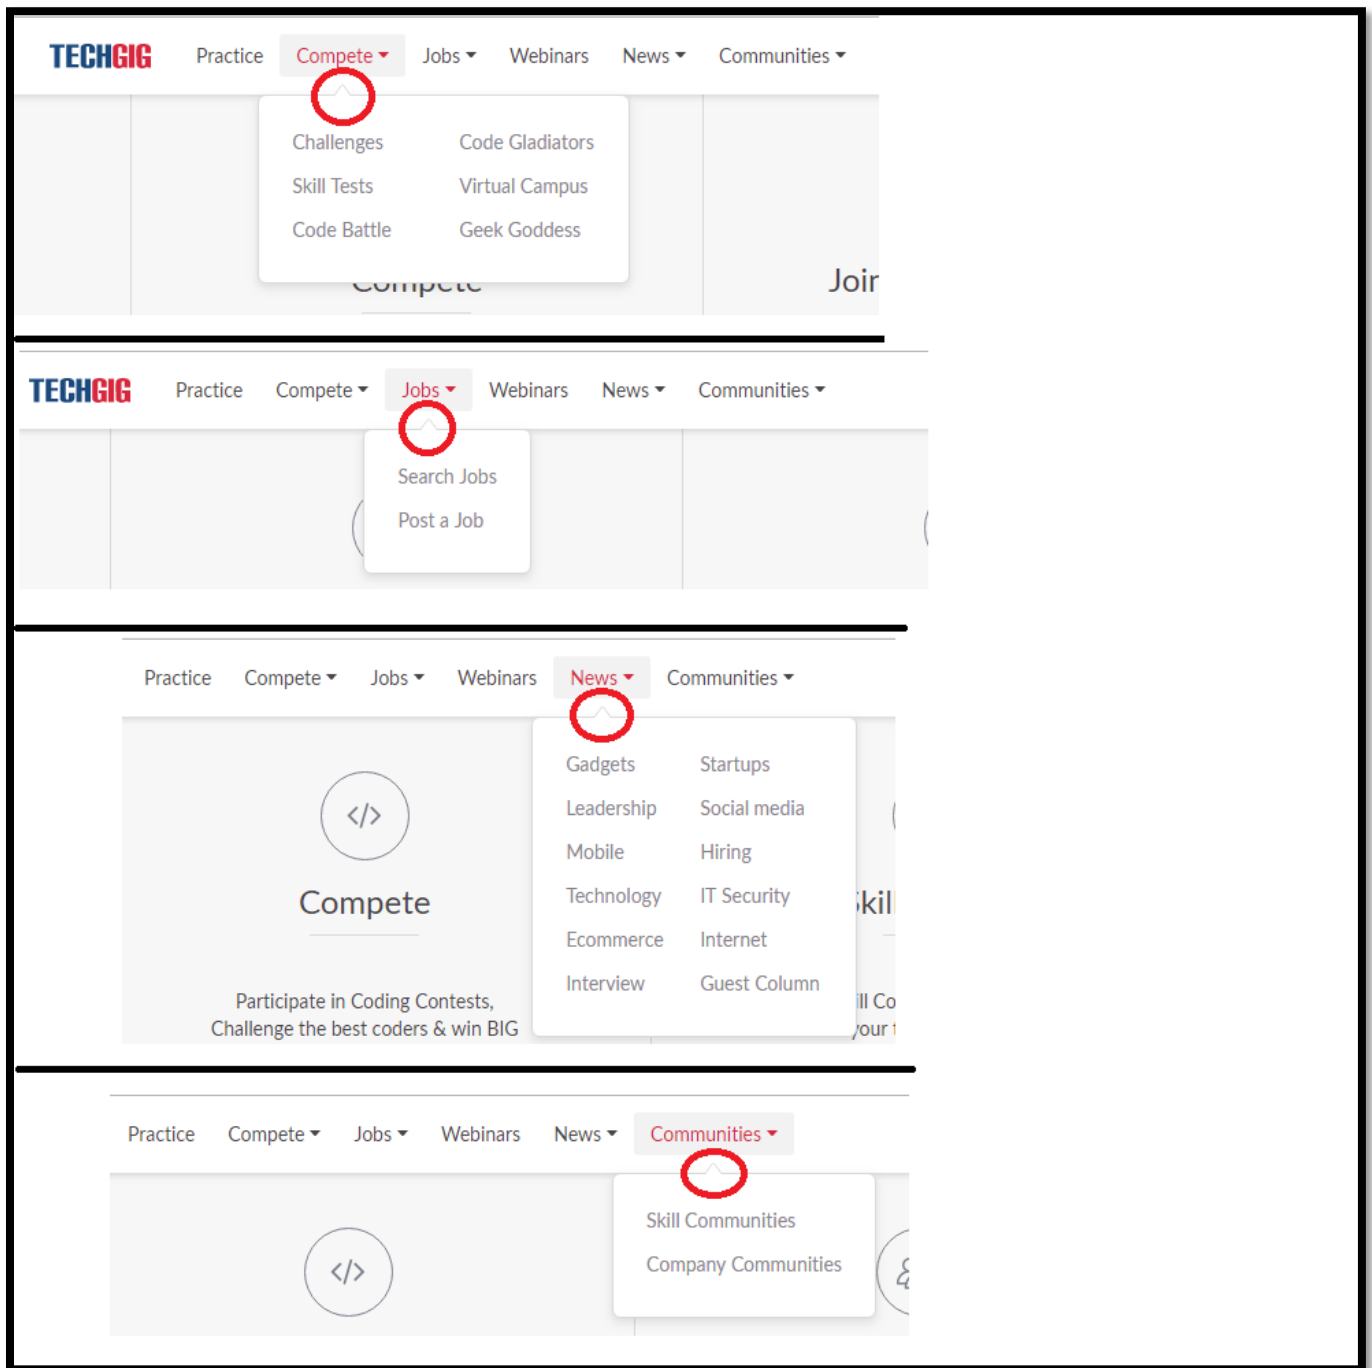 TECHGIG Practice Compete Jobs Webinars News Communities
Challenges Code Gladiators
Skill Tests Virtual Campus
Code Battle Geek Goddess
Compete
TECHGIG Practice Compete Jobs Webinars News Communities
Search Jobs
Post a Job
Practice Compete Jobs Webinars News Communities
Gadgets Startups
Leadership Social media
</>
Mobile Hiring
Compete Technology IT Security
Ecommerce Internet
Interview Guest Column
Participate in Coding Contests,
Challenge the best coders & win BIG
Practice Compete Jobs Webinars News Communities
Skill Communities
</> Company Communities